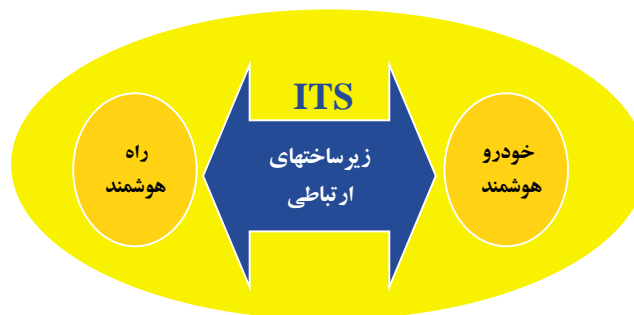 ITS
خودرو
هوشمند
زیرساختهای
ارتباطی
راه
هوشمند